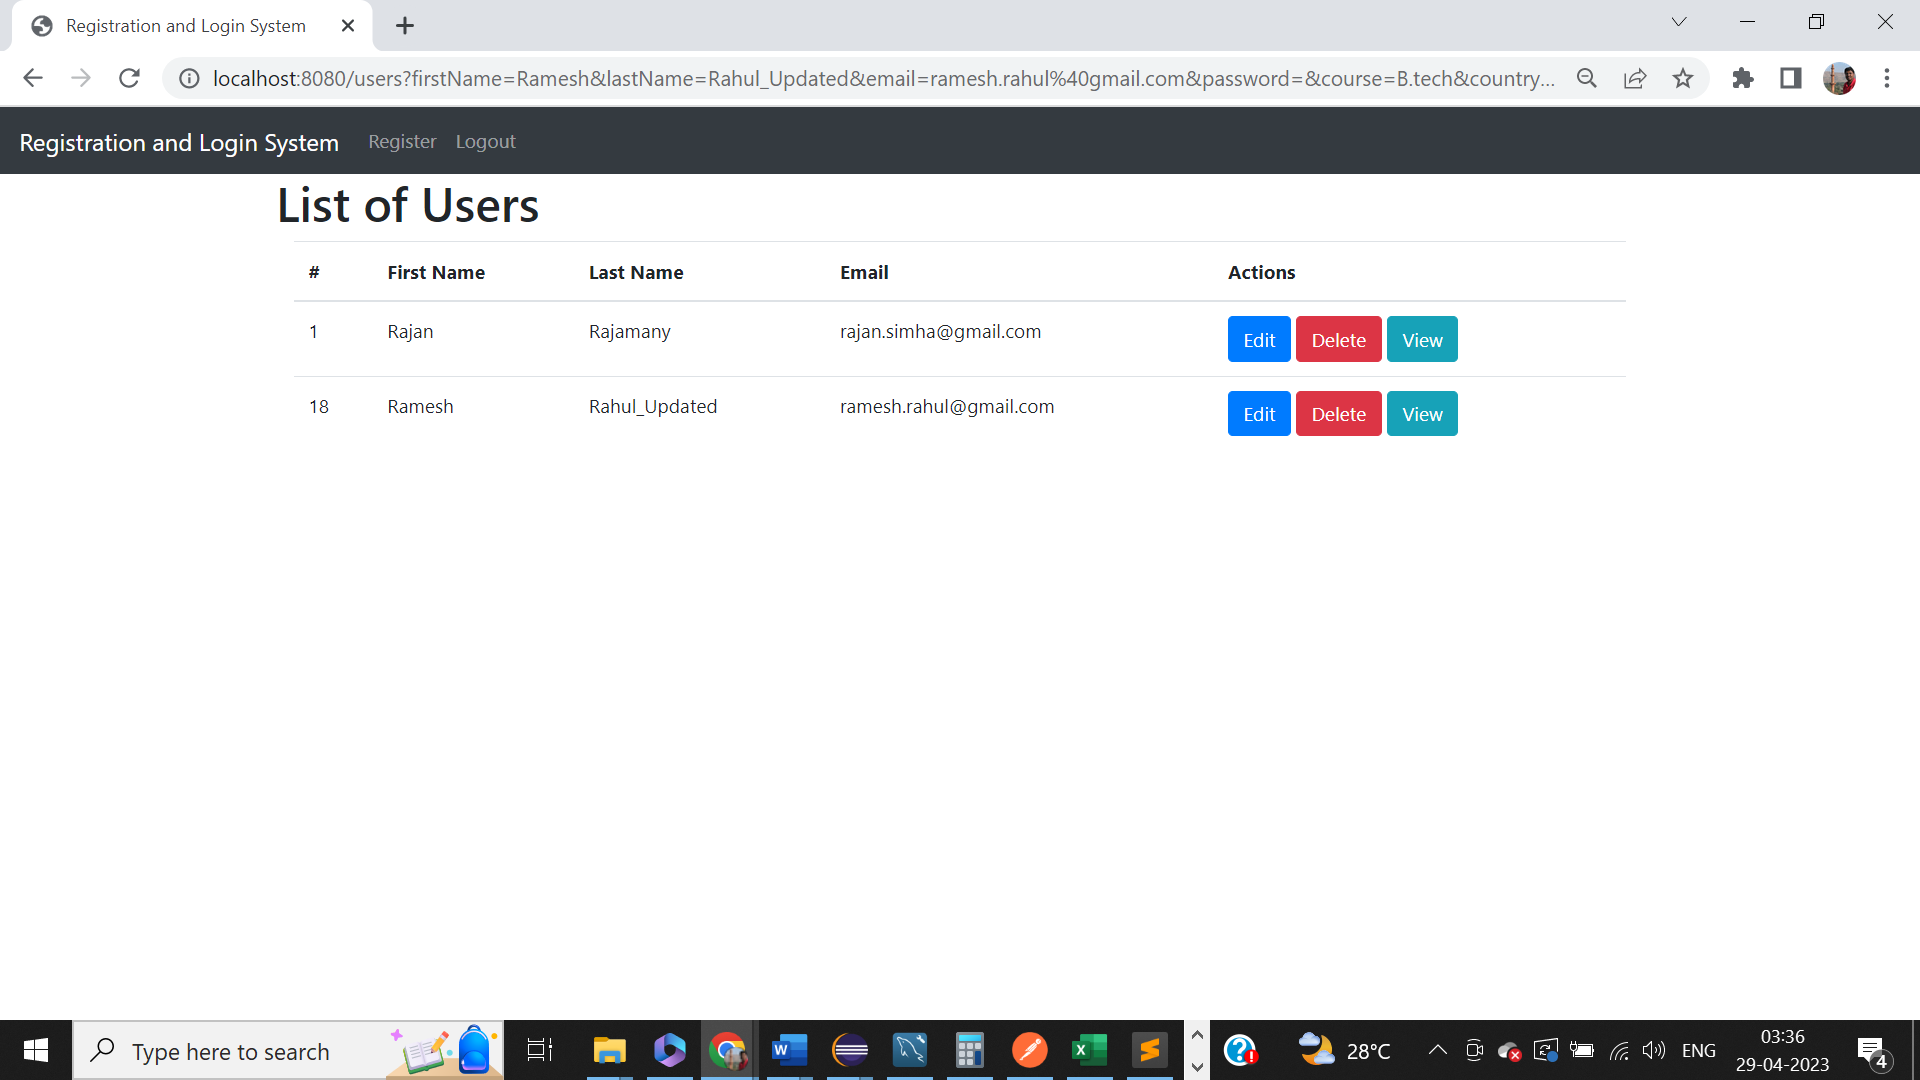 Registration and Login System
localhost:8080/users?firstName=Ramesh&lastName=Rahul_Updated&email=ramesh.rahul%40gmail.com&password=&course=B.tech&country...
Registration and Login System Register Logout
List of Users
# First Name Last Name Email Actions
1 Rajan Rajamany rajan.simha@gmail.com Edit Delete View
18 Ramesh Rahul_Updated ramesh.rahul@gmail.com Edit Delete View
Type here to search 28°C ENG 03:36
29-04-2023 4